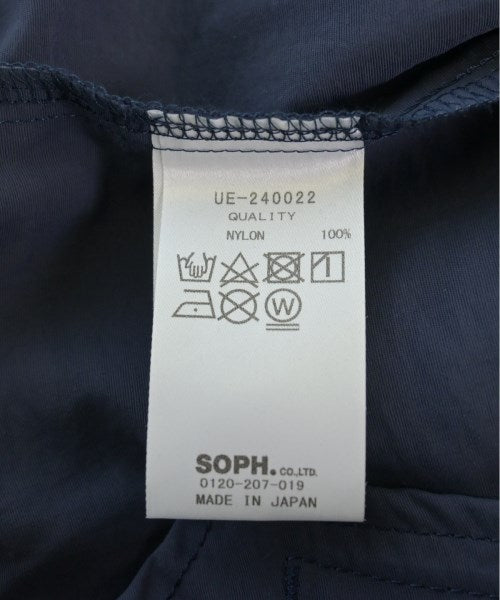 UE-240022
QUALITY
NYLON 100%
W
SOPH. CO.,LTD.
0120-207-019
MADE IN JAPAN